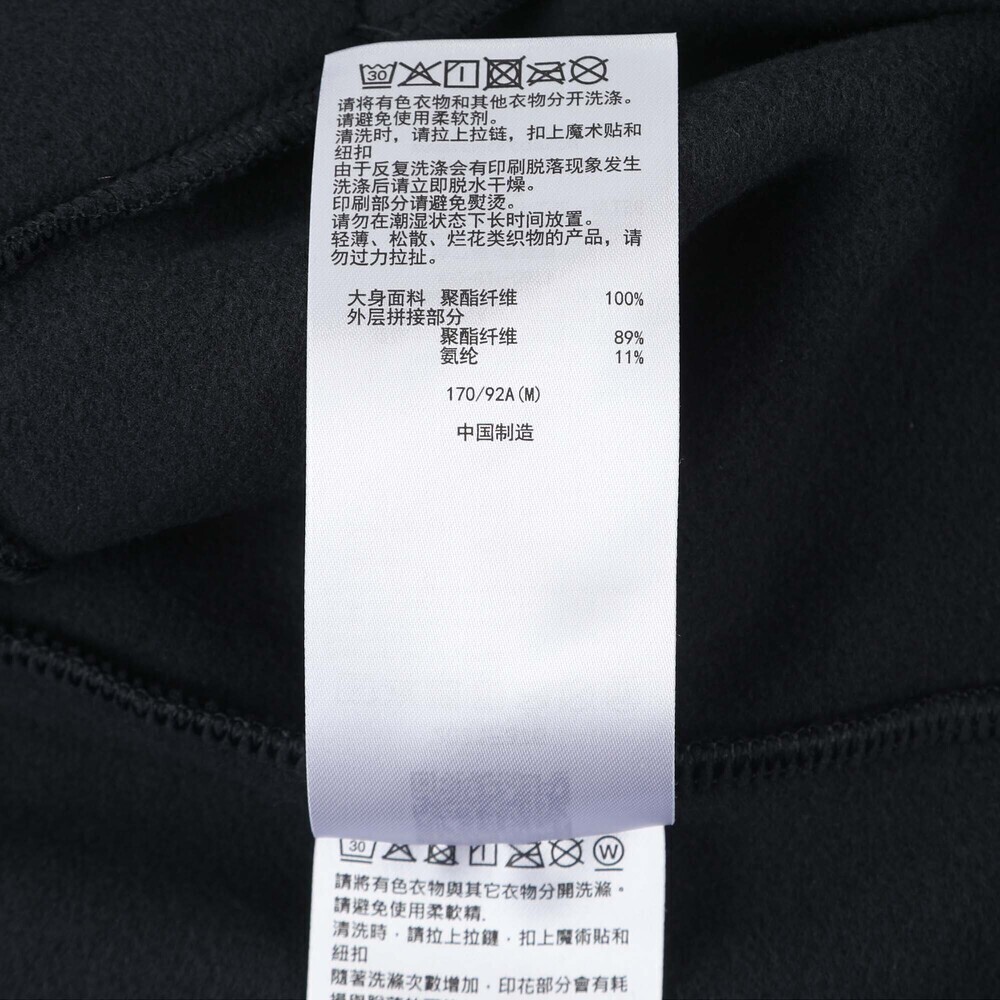 30
请将有色衣物和其他衣物分开洗涤。
请避免使用柔软剂。
清洗时，请拉上拉链，扣上魔术贴和
纽扣
由于反复洗涤会有印刷脱落现象发生
洗涤后请立即脱水干燥。
印刷部分请避免熨烫。
请勿在潮湿状态下长时间放置。
轻薄、松散、烂花类织物的产品，请
勿过力拉扯。
大身面料 聚酯纤维 100%
外层拼接部分
聚酯纤维 89%
氨纶 11%
170/92A(M)
中国制造
30 W
請將有色衣物與其它衣物分開洗滌。
請避免使用柔軟精.
清洗時，請拉上拉鏈，扣上魔術貼和
紐扣
隨著洗滌次數增加，印花部分會有耗